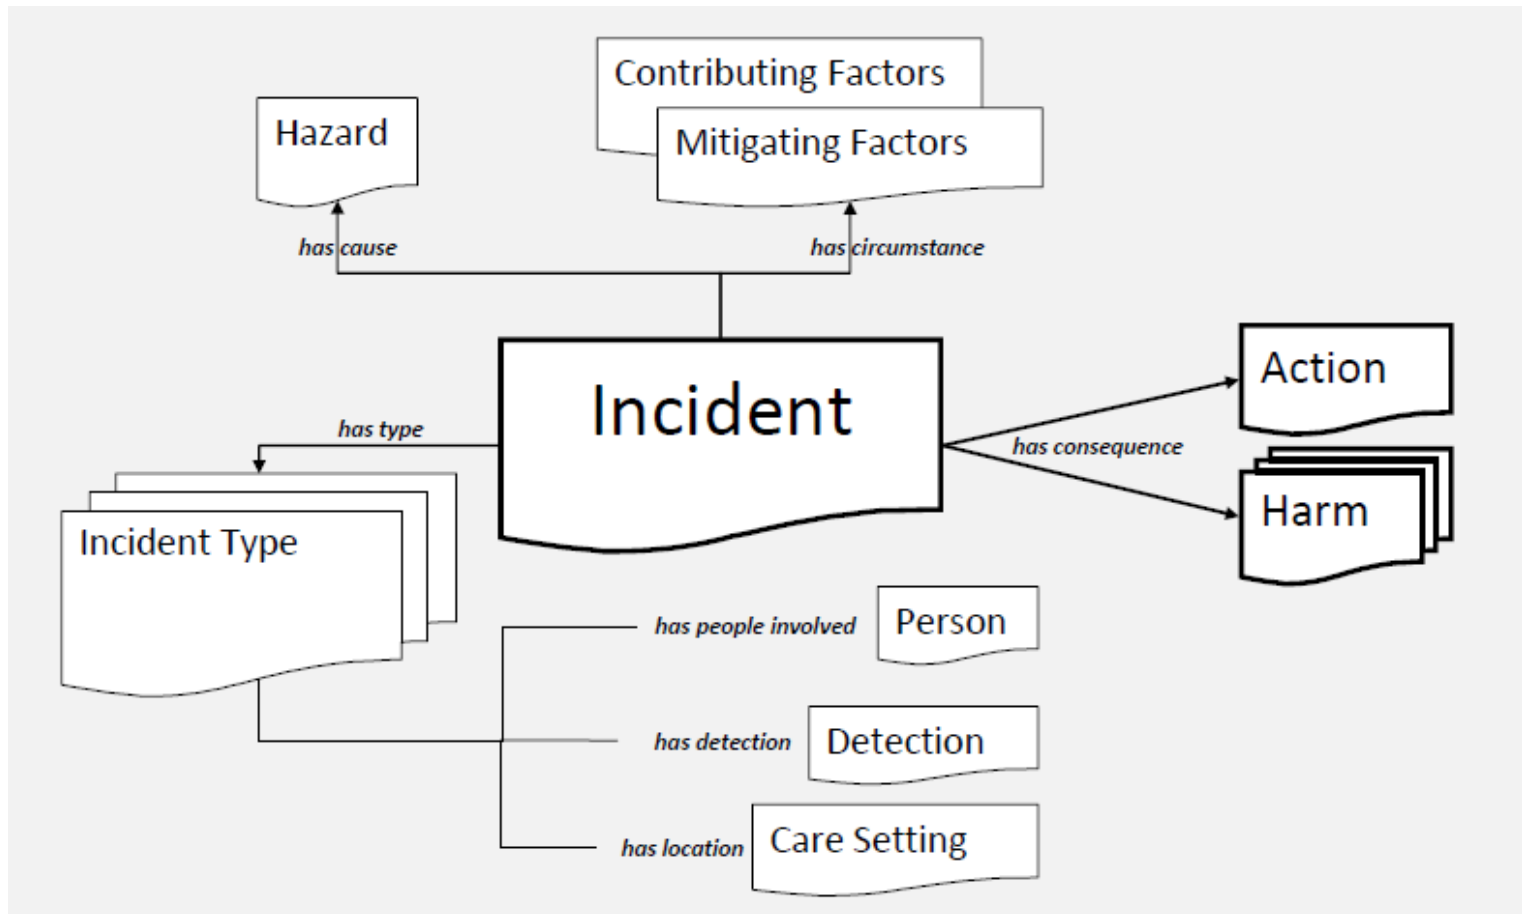 Contributing Factors
Hazard
Mitigating Factors
has cause
has circumstance
Incident
Action
has type
has consequence
Harm
Incident Type
has people involved
Person
has detection
Detection
has location
Care Setting